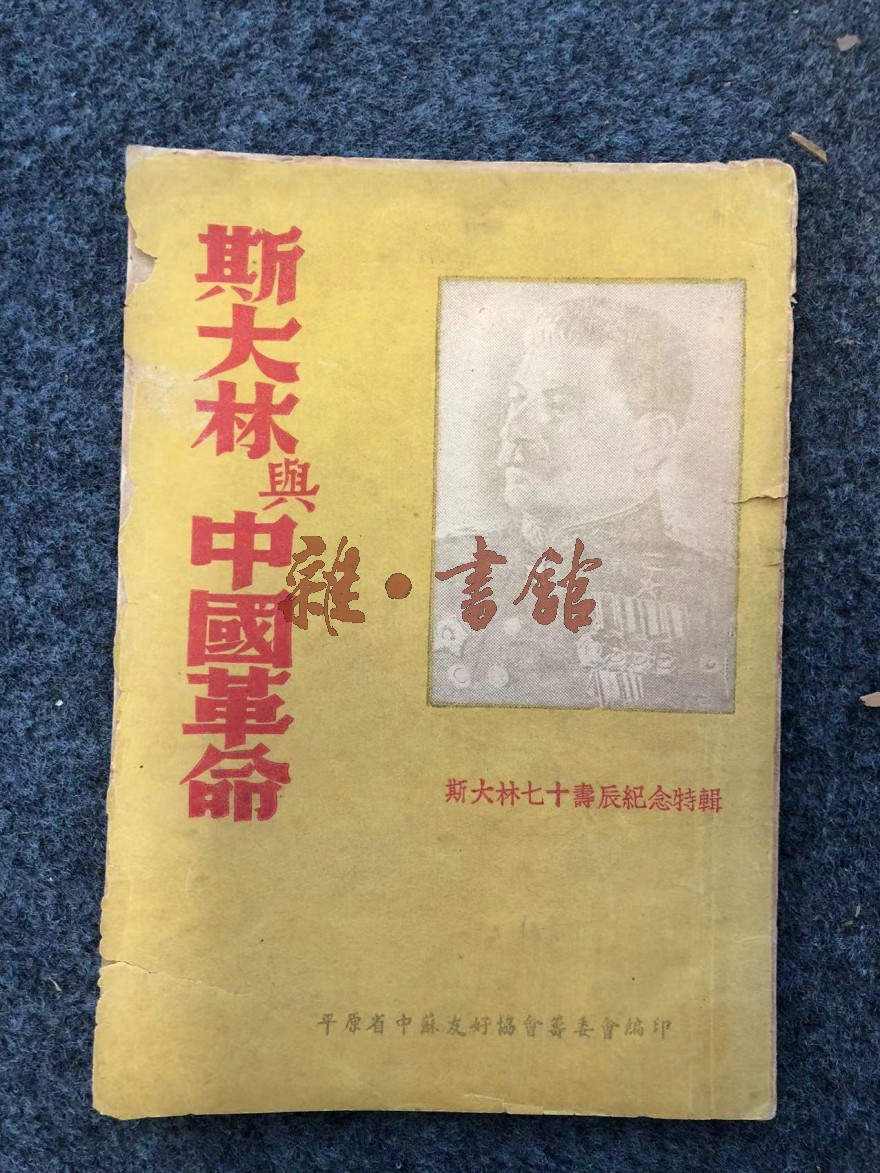 斯大林與中國革命
雜·書館
斯大林七十壽辰紀念特輯
平原省中蘇友好協會籌委會編印